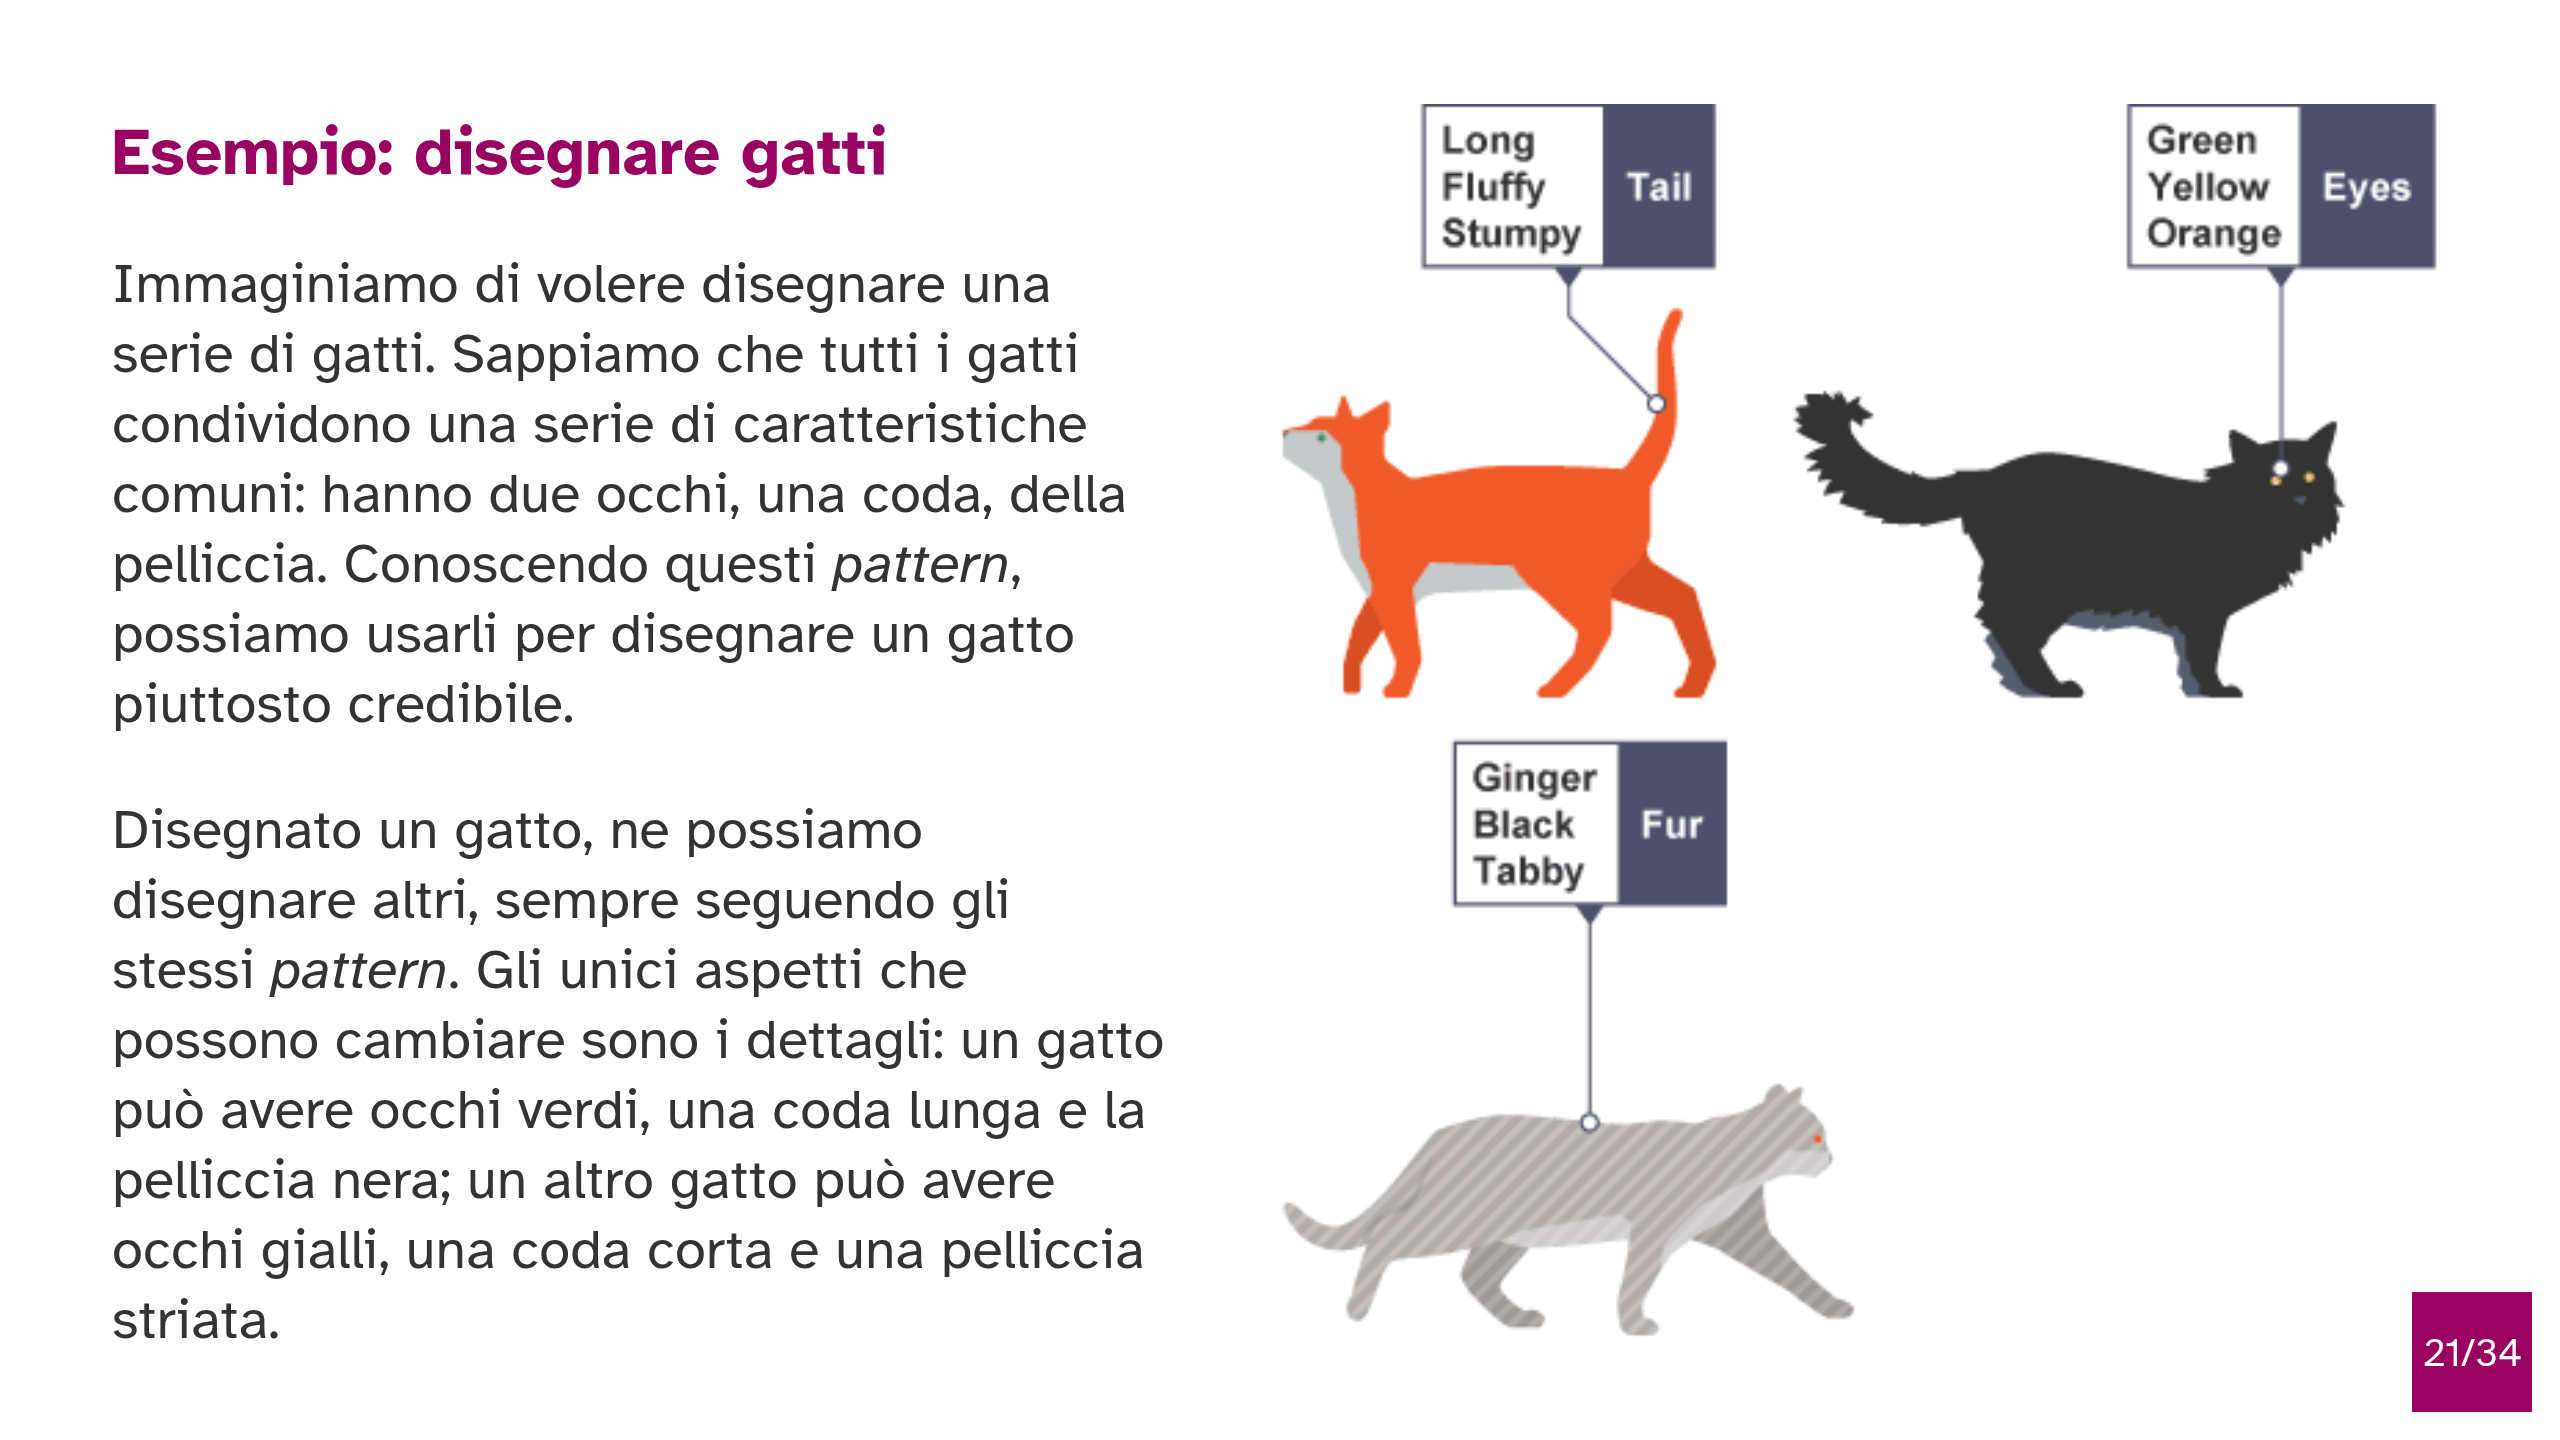 Esempio: disegnare gatti
Immaginiamo di volere disegnare una
serie di gatti. Sappiamo che tutti i gatti
condividono una serie di caratteristiche
comuni: hanno due occhi, una coda, della
pelliccia. Conoscendo questi pattern,
possiamo usarli per disegnare un gatto
piuttosto credibile.
Disegnato un gatto, ne possiamo
disegnare altri, sempre seguendo gli
stessi pattern. Gli unici aspetti che
possono cambiare sono i dettagli: un gatto
può avere occhi verdi, una coda lunga e la
pelliccia nera; un altro gatto può avere
occhi gialli, una coda corta e una pelliccia
striata.
Long
Fluffy
Stumpy
Tail
Green
Yellow
Orange
Eyes
Ginger
Black
Tabby
Fur
21/34